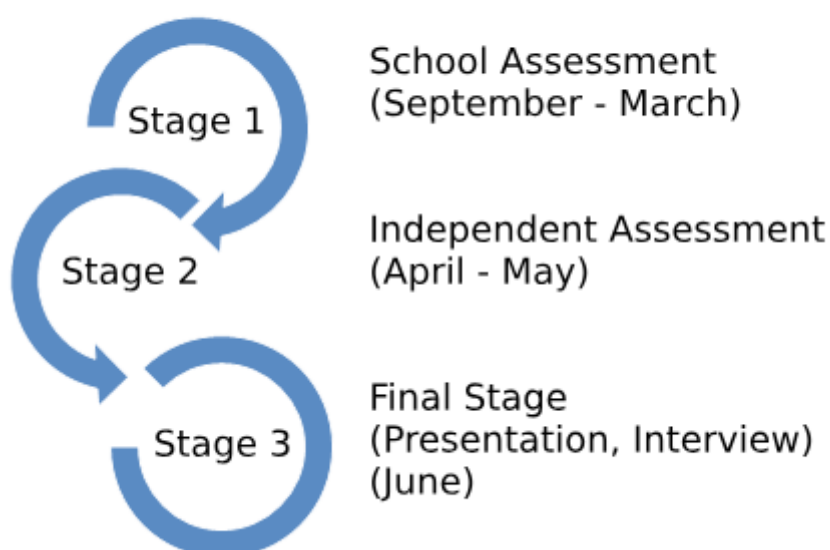 Stage 1
School Assessment
(September - March)
Stage 2
Independent Assessment
(April - May)
Stage 3
Final Stage
(Presentation, Interview)
(June)